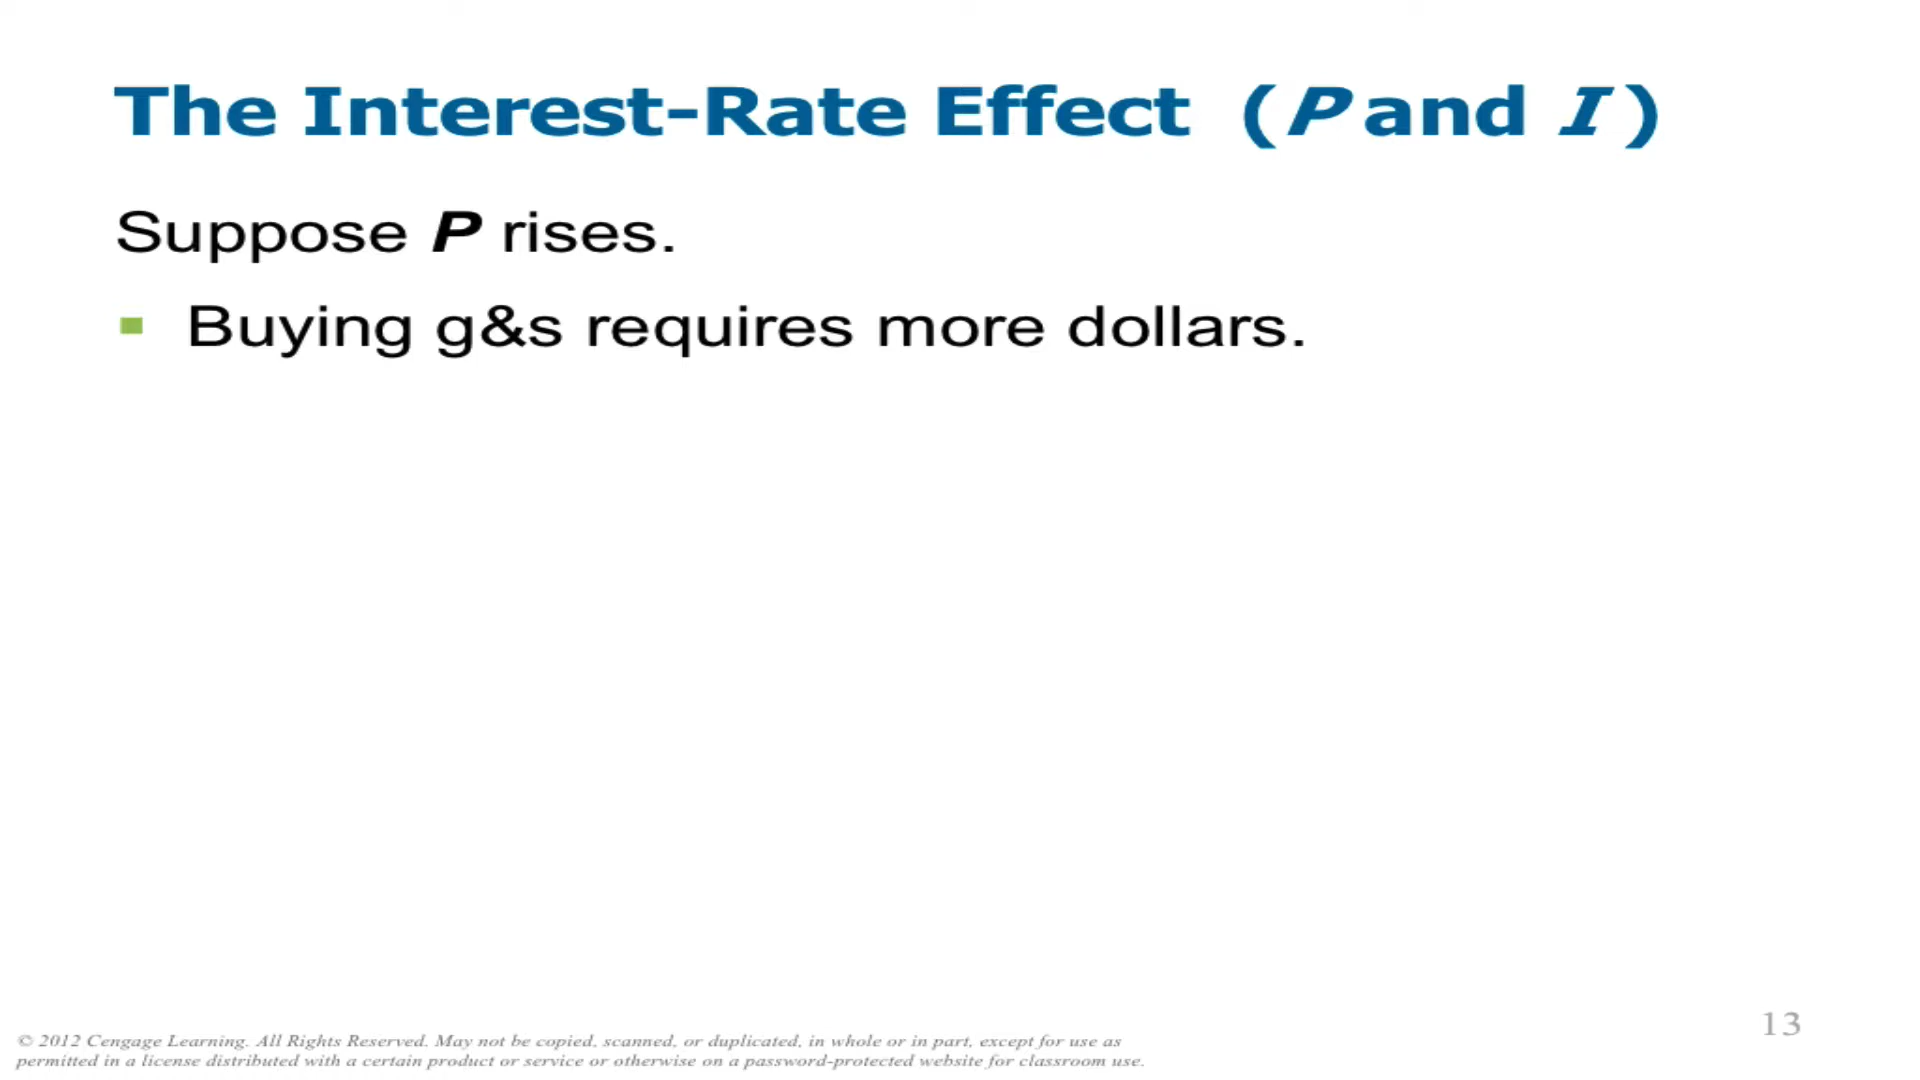 The Interest-Rate Effect (P and I)
Suppose P rises.
Buying g&s requires more dollars.
13
© 2012 Cengage Learning. All Rights Reserved. May not be copied, scanned, or duplicated, in whole or in part, except for use as
permitted in a license distributed with a certain product or service or otherwise on a password-protected website for classroom use.